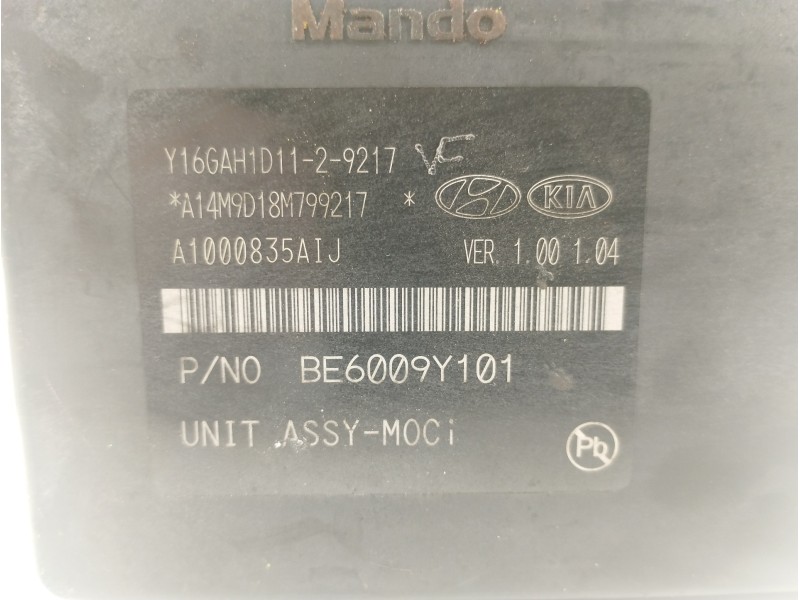 Mando
Y16GAH1D11-2-9217 VC
*A14M9D18M799217 * KIA
A1000835AIJ VER. 1.00 1.04
P/NO BE6009Y101
UNIT ASSY-MOCi
Pb